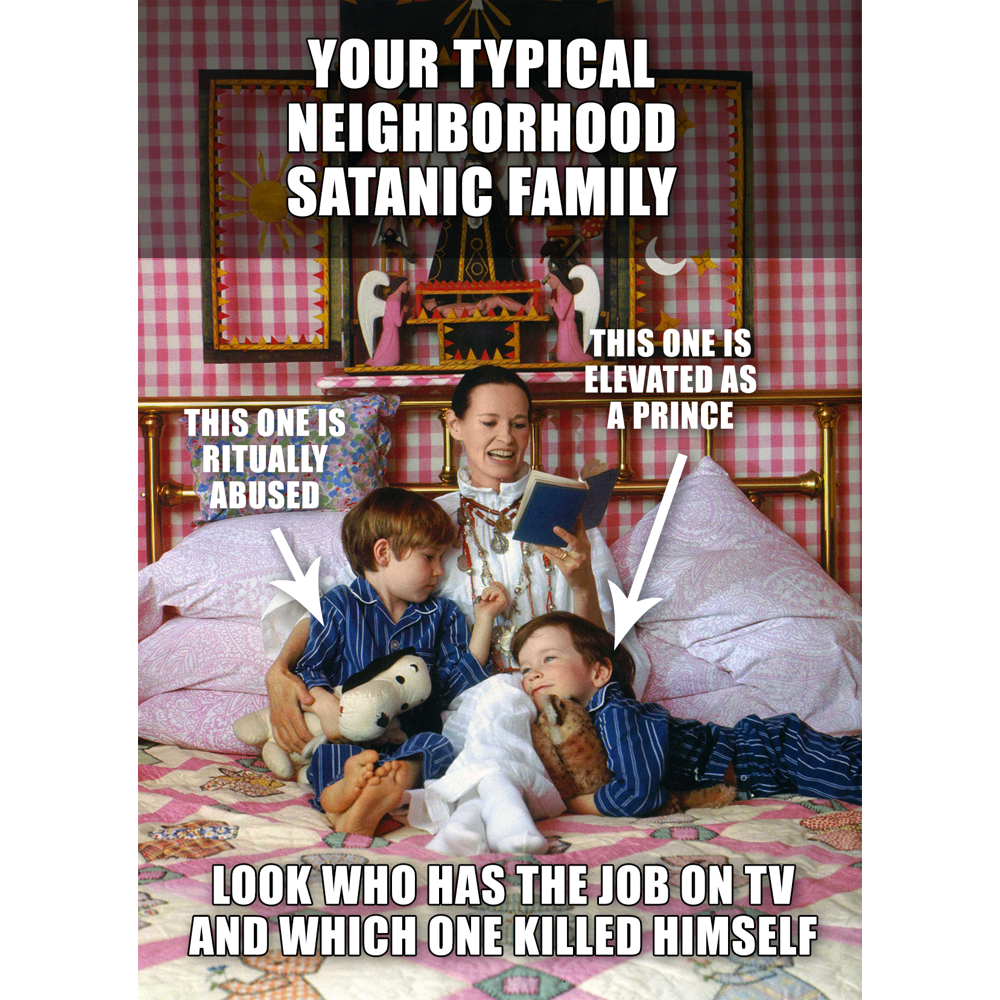 YOUR TYPICAL
NEIGHBORHOOD
SATANIC FAMILY
THIS ONE IS
ELEVATED AS
A PRINCE
THIS ONE IS
RITUALLY
ABUSED
LOOK WHO HAS THE JOB ON TV
AND WHICH ONE KILLED HIMSELF